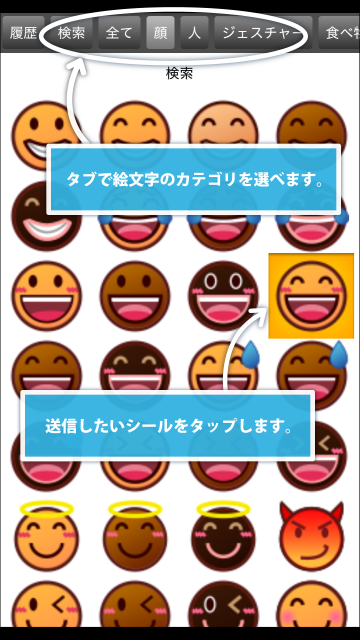 履歴 検索 全て 顔 人 ジェスチャー 食べ物
検索
タブで絵文字のカテゴリを選べます。
送信したいシールをタップします。